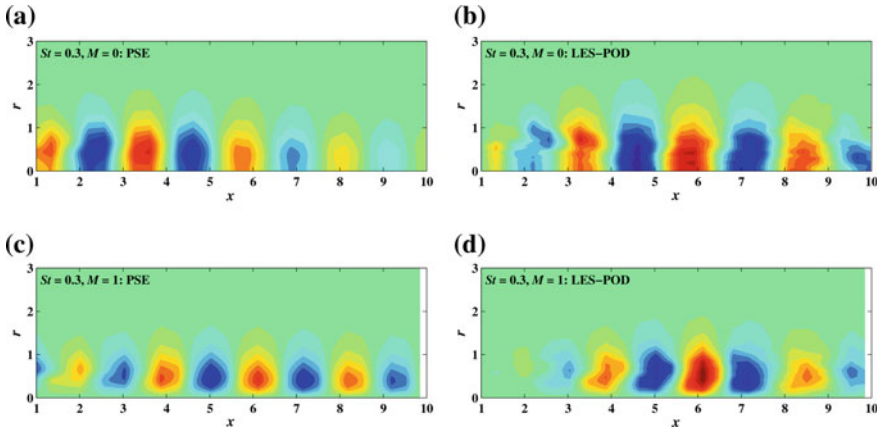 (a)
St = 0.3, M = 0: PSE
3
2
1
0
r
1 2 3 4 5 6 7 8 9 10
x
(b)
St = 0.3, M = 0: LES−POD
3
2
1
0
r
1 2 3 4 5 6 7 8 9 10
x
(c)
St = 0.3, M = 1: PSE
3
2
1
0
r
1 2 3 4 5 6 7 8 9 10
x
(d)
St = 0.3, M = 1: LES−POD
3
2
1
0
r
1 2 3 4 5 6 7 8 9 10
x